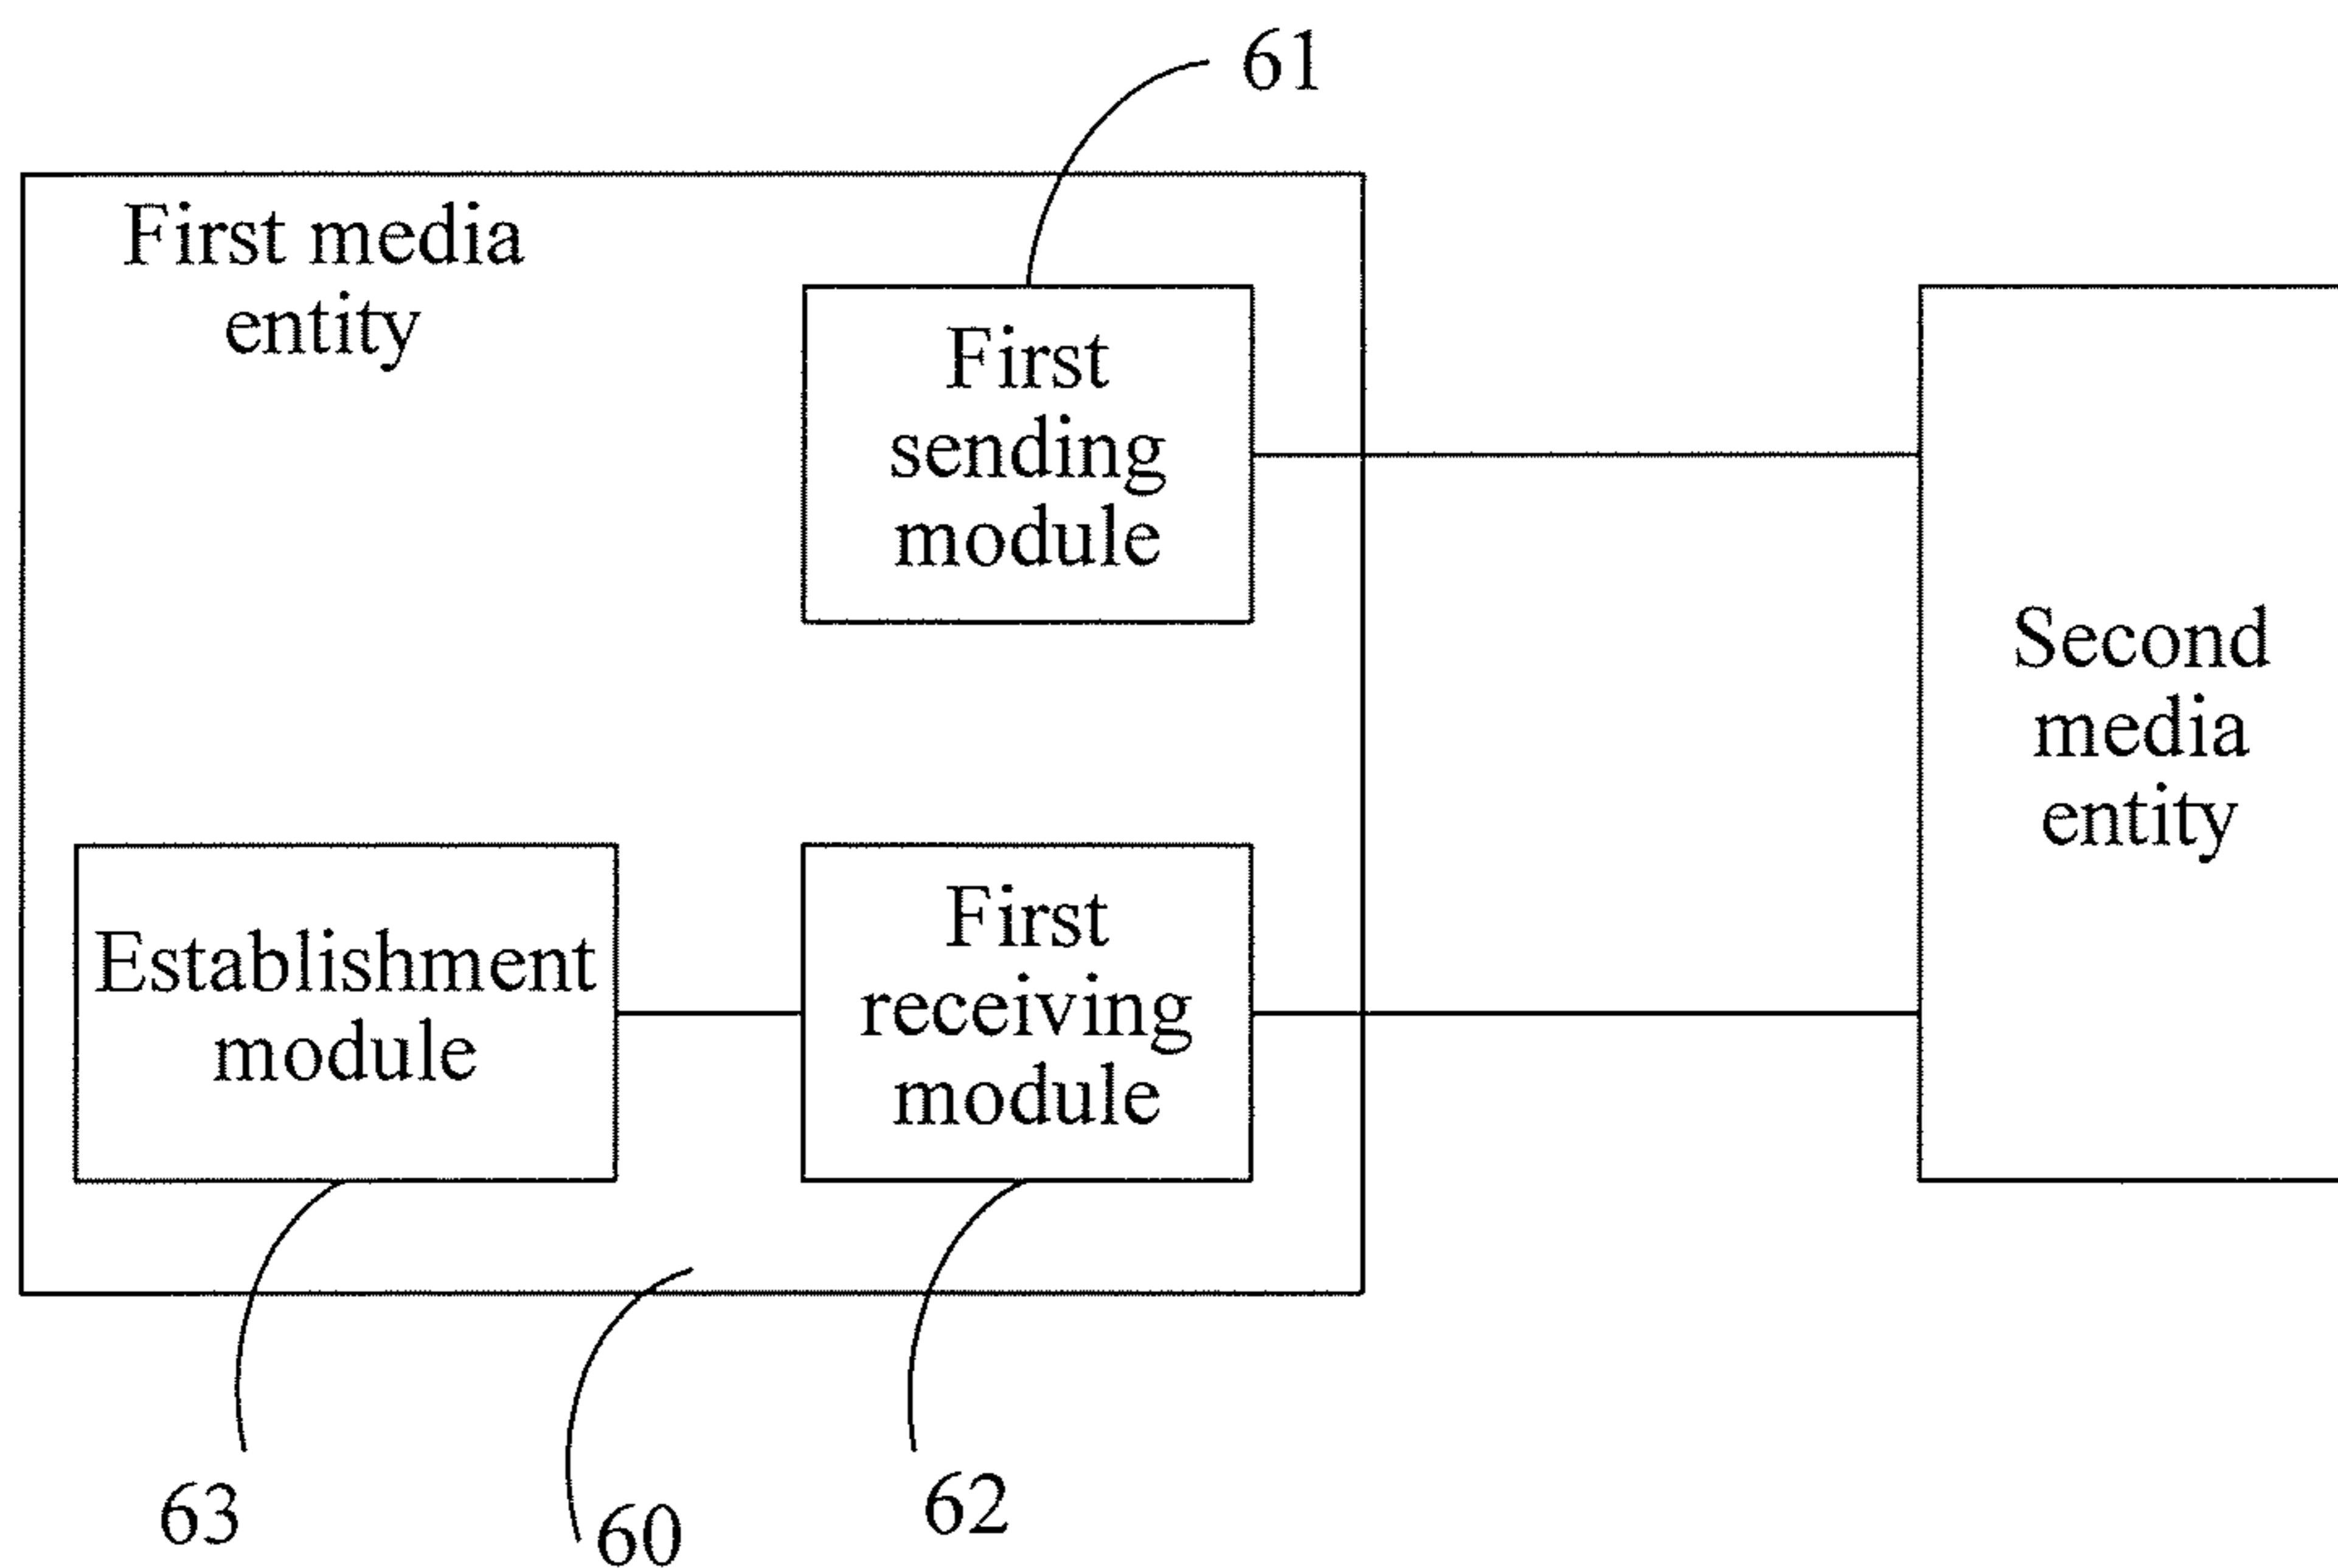 61
First media
entity
First
sending
module
Second
media
entity
Establishment
module
First
receiving
module
63
60
62